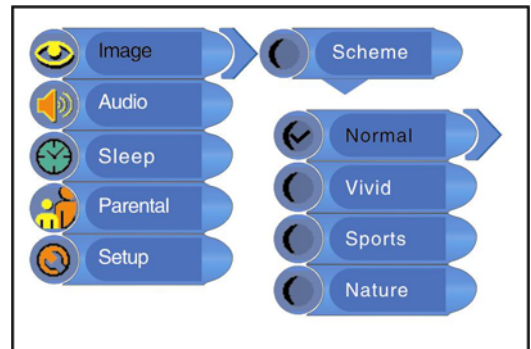 Image
Audio
Sleep
Parental
Setup
Scheme
Normal
Vivid
Sports
Nature